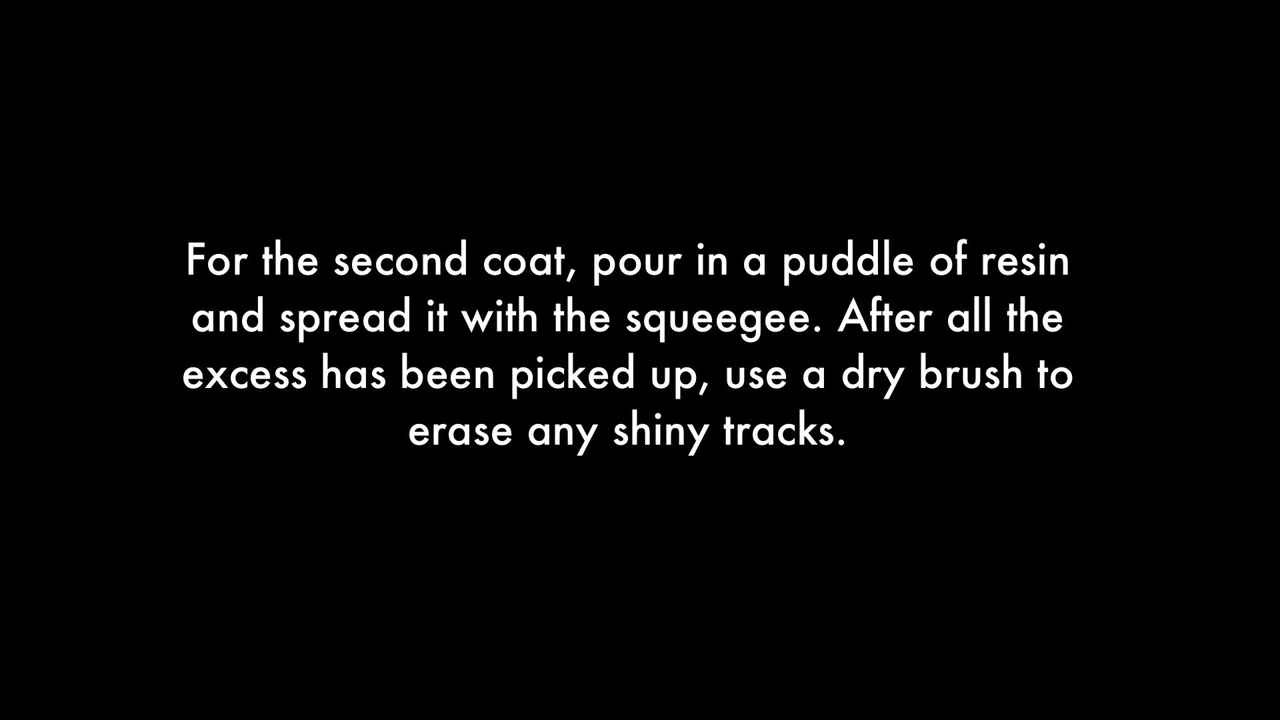 For the second coat, pour in a puddle of resin
and spread it with the squeegee. After all the
excess has been picked up, use a dry brush to
erase any shiny tracks.